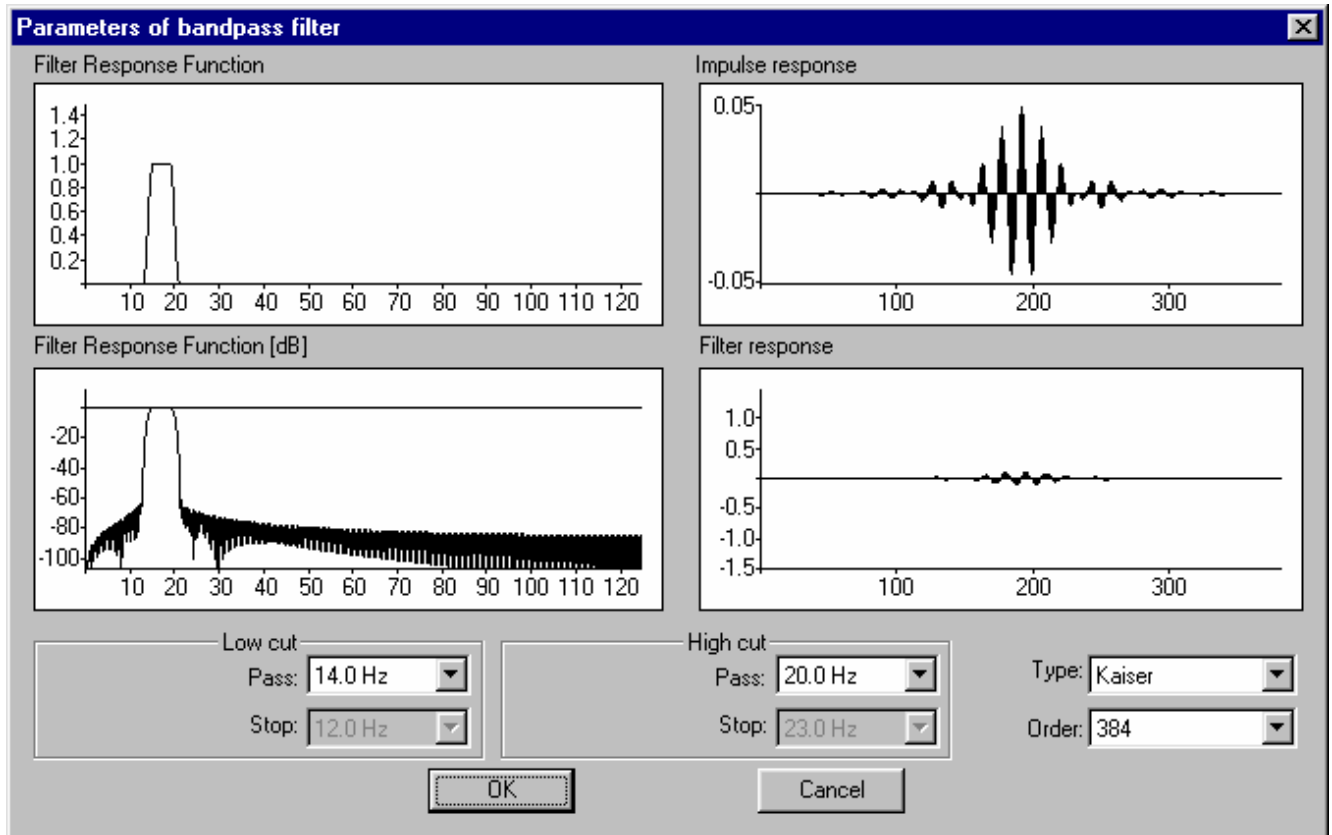 Parameters of bandpass filter
Filter Response Function
1.4
1.2
1.0
0.8
0.6
0.4
0.2
10 20 30 40 50 60 70 80 90 100 110 120
Impulse response
0.05
-0.05
100 200 300
Filter Response Function [dB]
-20
-40
-60
-80
-100
10 20 30 40 50 60 70 80 90 100 110 120
Filter response
1.0
0.5
-0.5
-1.0
-1.5
100 200 300
Low cut
Pass: 14.0 Hz
Stop: 12.0 Hz
High cut
Pass: 20.0 Hz
Stop: 23.0 Hz
Type: Kaiser
Order: 384
OK
Cancel